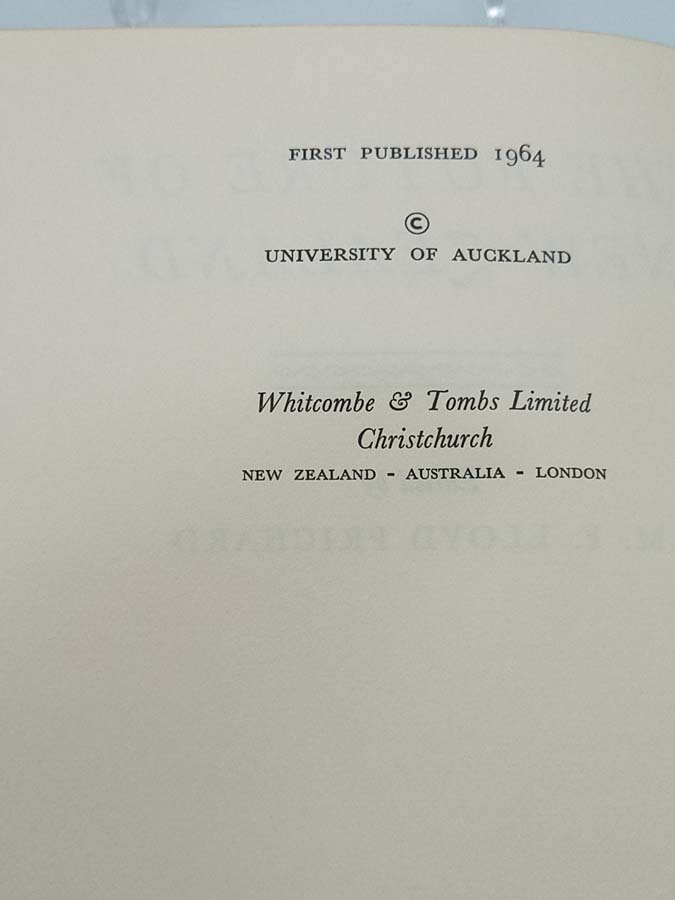 FIRST PUBLISHED 1964
©
UNIVERSITY OF AUCKLAND
Whitcombe & Tombs Limited
Christchurch
NEW ZEALAND - AUSTRALIA - LONDON